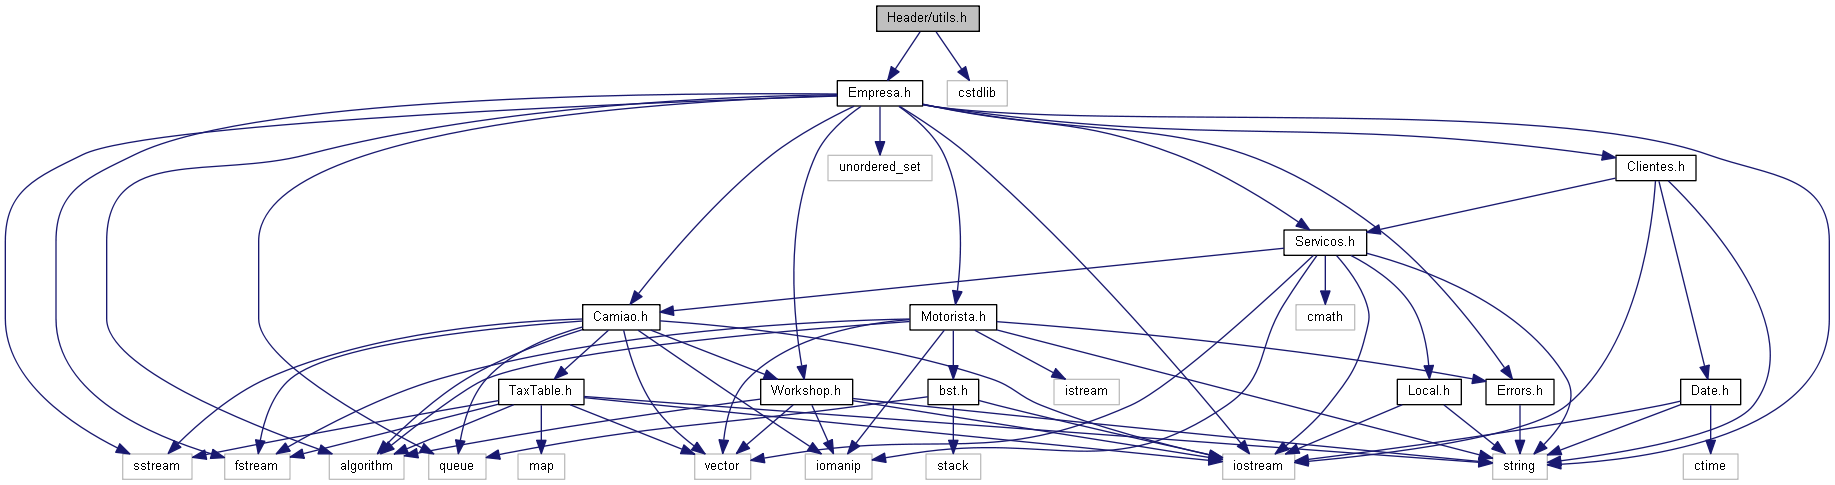 Header/utils.h
Empresa.h
cstdlib
unordered_set
Clientes.h
Servicos.h
Camiao.h
Motorista.h
cmath
TaxTable.h
Workshop.h
bst.h
istream
Local.h
Errors.h
Date.h
sstream
fstream
algorithm
queue
map
vector
iomanip
stack
iostream
string
ctime